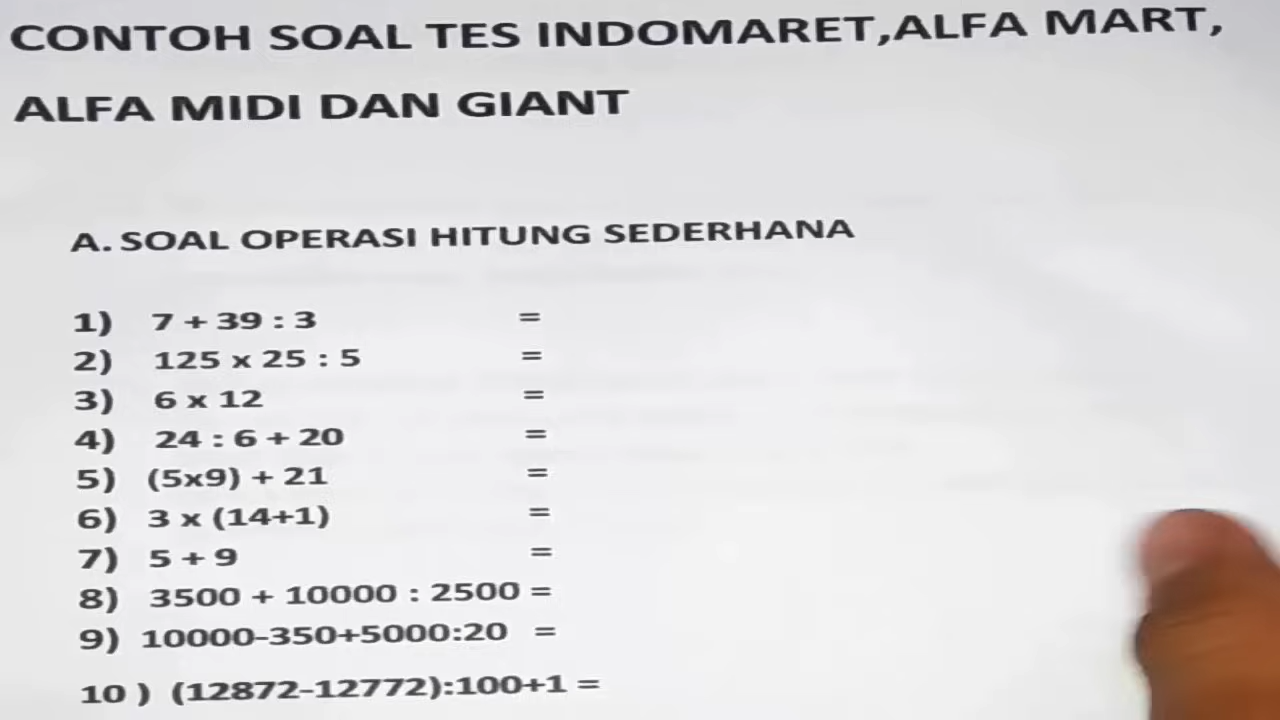 CONTOH SOAL TES INDOMARET,ALFA MART,
ALFA MIDI DAN GIANT
A. SOAL OPERASI HITUNG SEDERHANA
1) 7 + 39 : 3 =
2) 125 x 25 : 5 =
3) 6 x 12 =
4) 24 : 6 + 20 =
5) (5x9) + 21 =
6) 3 x (14+1) =
7) 5 + 9 =
8) 3500 + 10000 : 2500 =
9) 10000-350+5000:20 =
10 ) (12872-12772):100+1 =